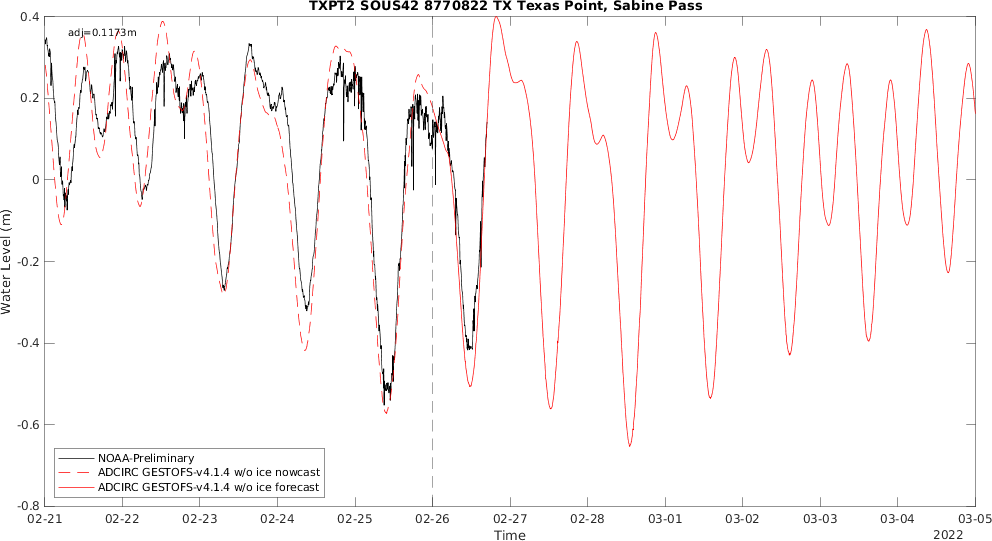 TXPT2 SOUS42 8770822 TX Texas Point, Sabine Pass
adj=0.1173m
0.4
0.2
0
-0.2
-0.4
-0.6
-0.8
Water Level (m)
NOAA-Preliminary
ADCIRC GESTOFS-v4.1.4 w/o ice nowcast
ADCIRC GESTOFS-v4.1.4 w/o ice forecast
02-21 02-22 02-23 02-24 02-25 02-26 02-27 02-28 03-01 03-02 03-03 03-04 03-05
Time
2022